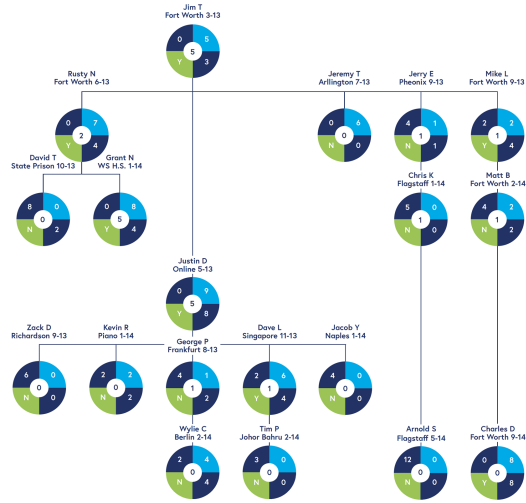 Jim T
Fort Worth 3-13
0 5
5
Y 3
Rusty N
Fort Worth 6-13
0 7
2
Y 4
Jeremy T
Arllington 7-13
0 6
0
N 0
Jerry E
Pheonix 9-13
4 1
1
N 1
Mike L
Fort Worth 9-13
2 2
1
Y 4
David T
State Prison 10-13
8 0
0
N 2
Grant N
WS H.S. 1-14
0 8
5
Y 4
Chris K
Flagstaff 1-14
5 0
1
N 0
Matt B
Fort Worth 2-14
4 2
1
N 2
Justin D
Online 5-13
0 9
5
Y 8
Zack D
Richardson 9-13
6 0
0
N 0
Kevin R
Piano 1-14
2 2
0
N 2
George P
Frankfurt 8-13
4 1
1
N 2
Dave L
Singapore 11-13
2 6
1
Y 4
Jacob Y
Naples 1-14
4 0
0
N 0
Wylie C
Berlin 2-14
2 4
0
N 4
Tim P
Johor Bahru 2-14
3 0
0
N 0
Arnold S
Flagstaff 5-14
12 0
0
N 0
Charles D
Fort Worth 9-14
0 8
0
Y 8